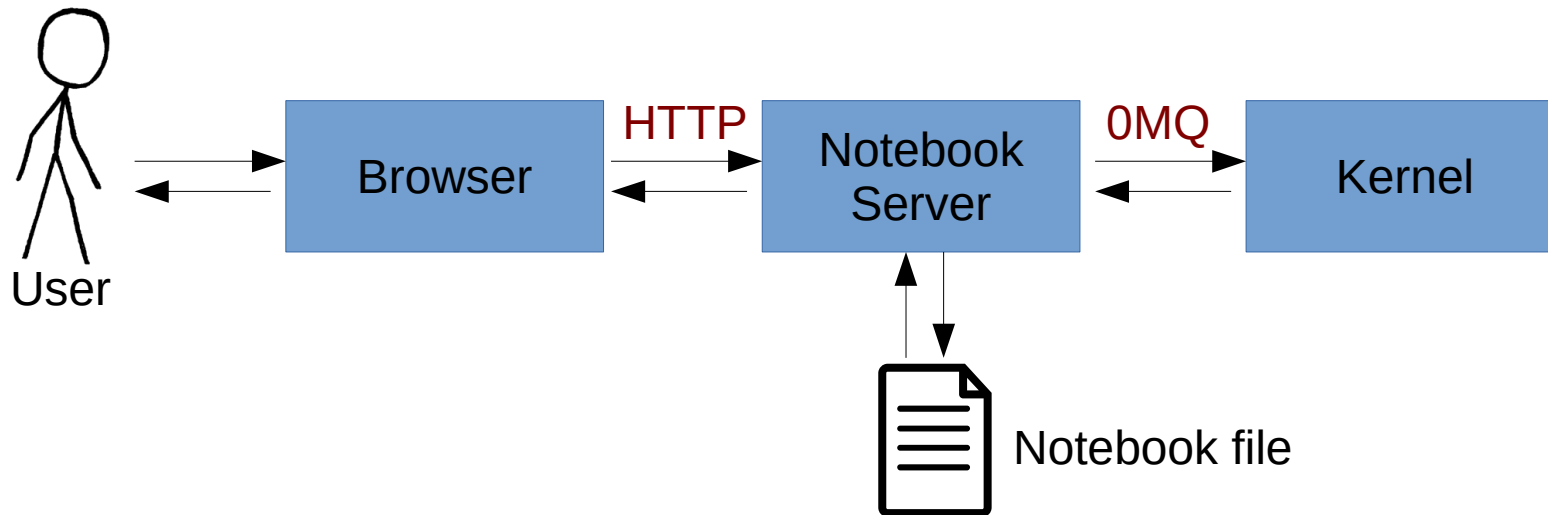 HTTP
0MQ
Browser
Notebook
Server
Kernel
User
Notebook file